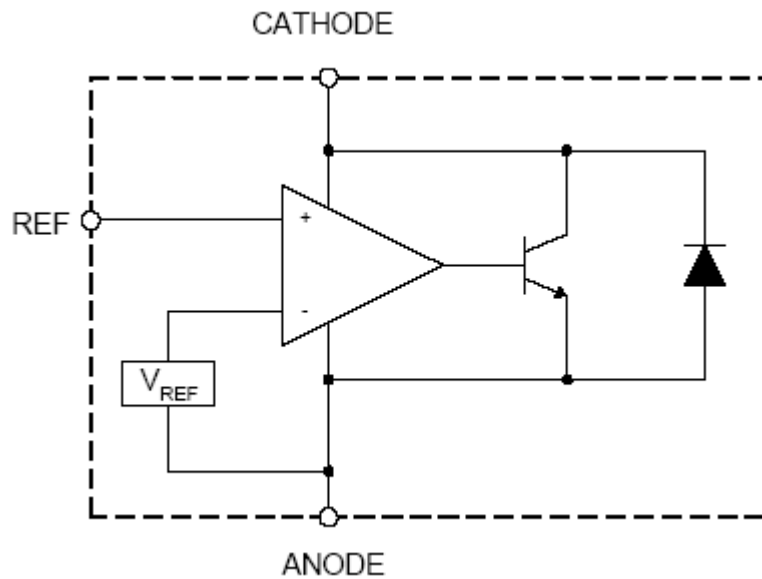 CATHODE
REF
+
-
VREF
ANODE